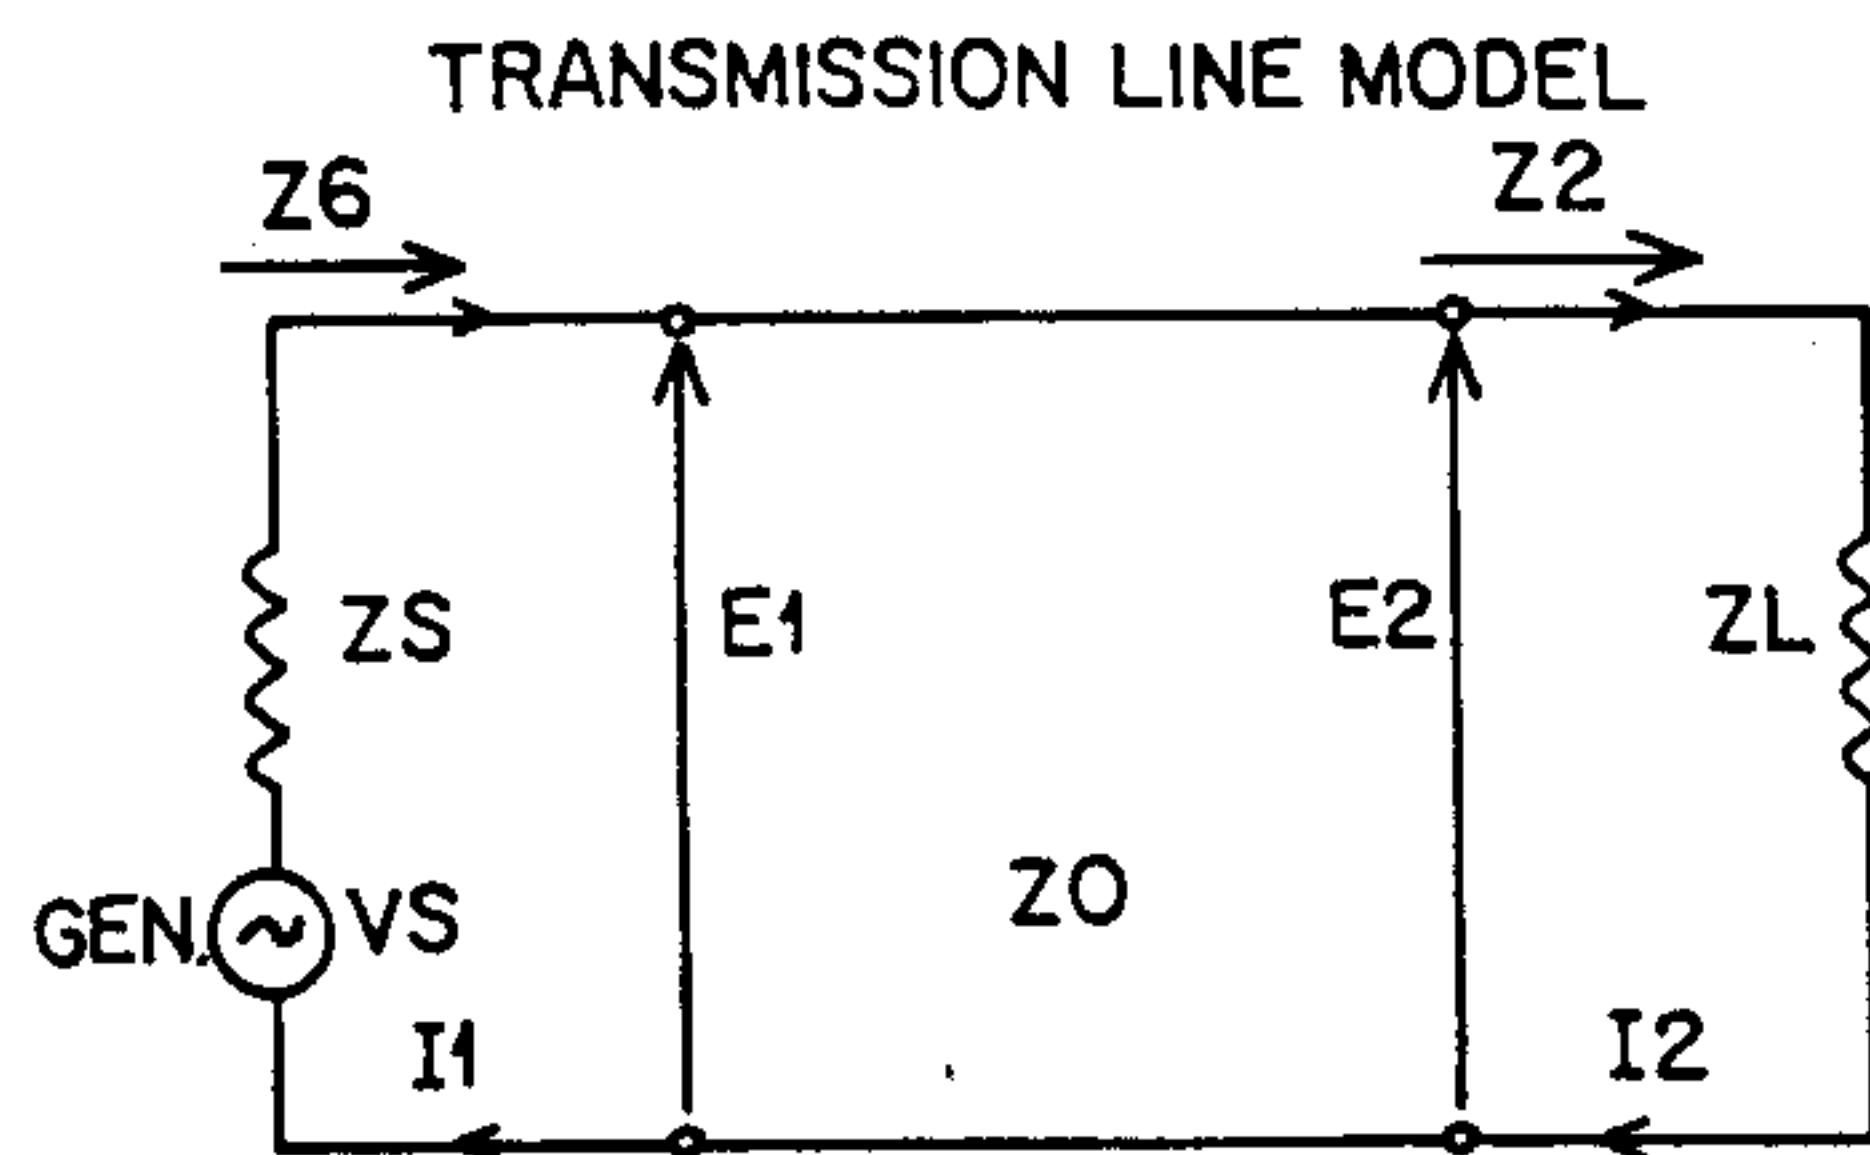 TRANSMISSION LINE MODEL
Z6
Z2
ZS
E1
E2
ZL
GEN.
VS
ZO
I1
I2